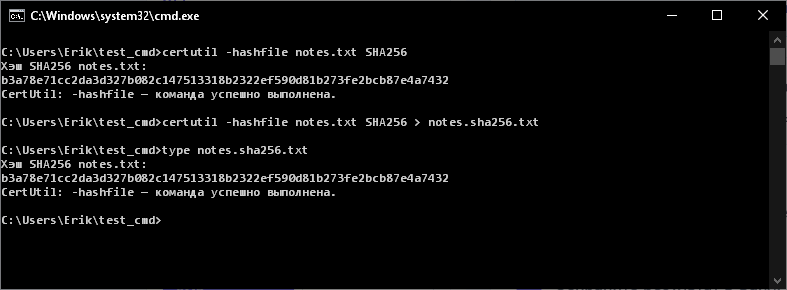 C:\Windows\system32\cmd.exe
C:\Users\Erik\test_cmd>certutil -hashfile notes.txt SHA256
Хэш SHA256 notes.txt:
b3a78e71cc2da3d327b082c147513318b2322ef590d81b273fe2bcb87e4a7432
CertUtil: -hashfile — команда успешно выполнена.
C:\Users\Erik\test_cmd>certutil -hashfile notes.txt SHA256 > notes.sha256.txt
C:\Users\Erik\test_cmd>type notes.sha256.txt
Хэш SHA256 notes.txt:
b3a78e71cc2da3d327b082c147513318b2322ef590d81b273fe2bcb87e4a7432
CertUtil: -hashfile — команда успешно выполнена.
C:\Users\Erik\test_cmd>